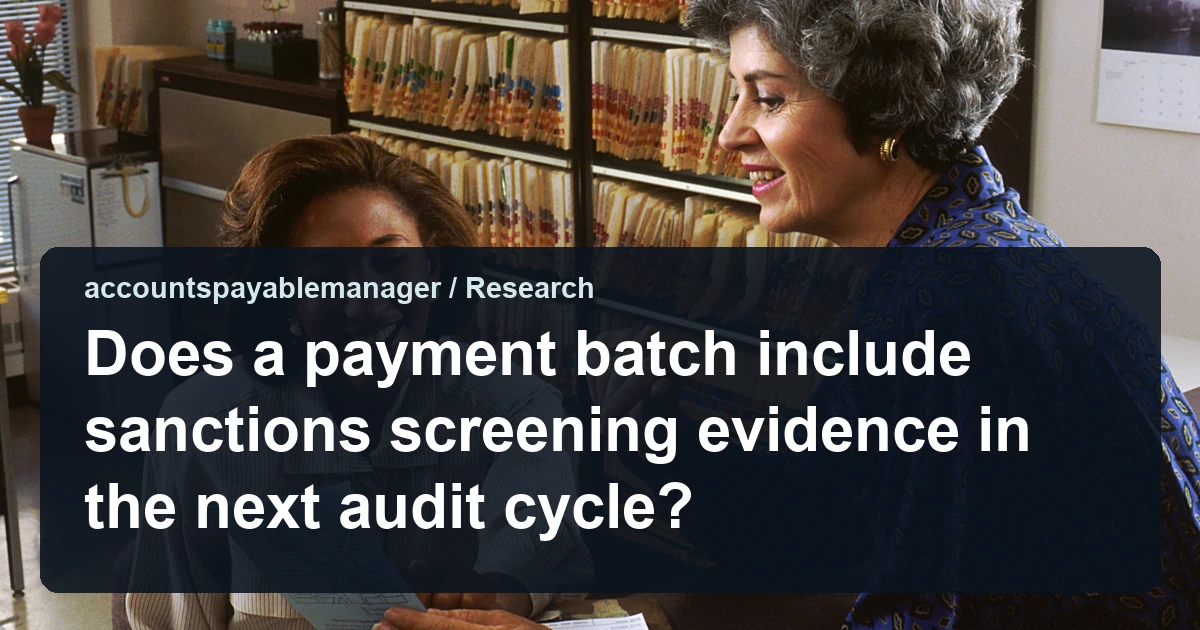 accountspayablemanager / Research
Does a payment batch include
sanctions screening evidence in
the next audit cycle?